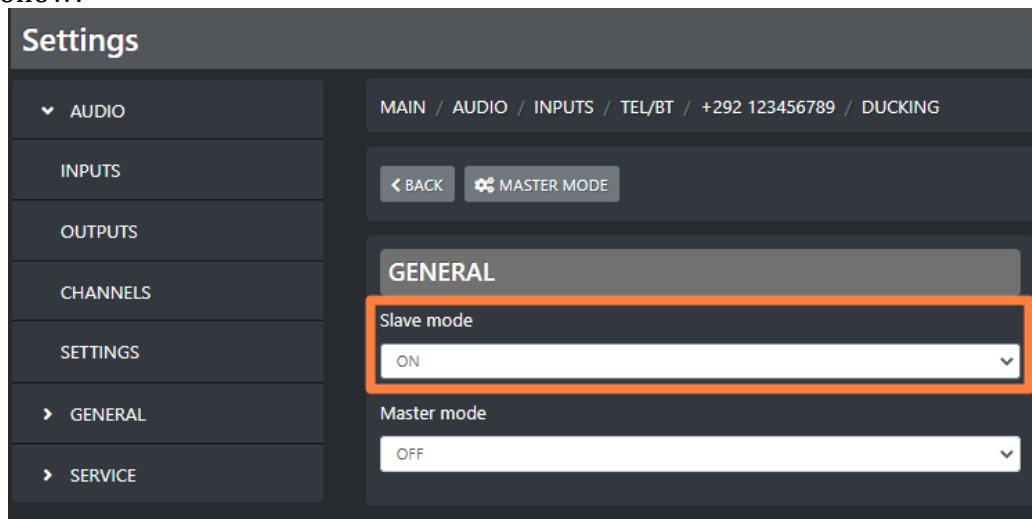 Settings
AUDIO
INPUTS
OUTPUTS
CHANNELS
SETTINGS
GENERAL
SERVICE
MAIN / AUDIO / INPUTS / TEL/BT / +292 123456789 / DUCKING
BACK MASTER MODE
GENERAL
Slave mode
ON
Master mode
OFF